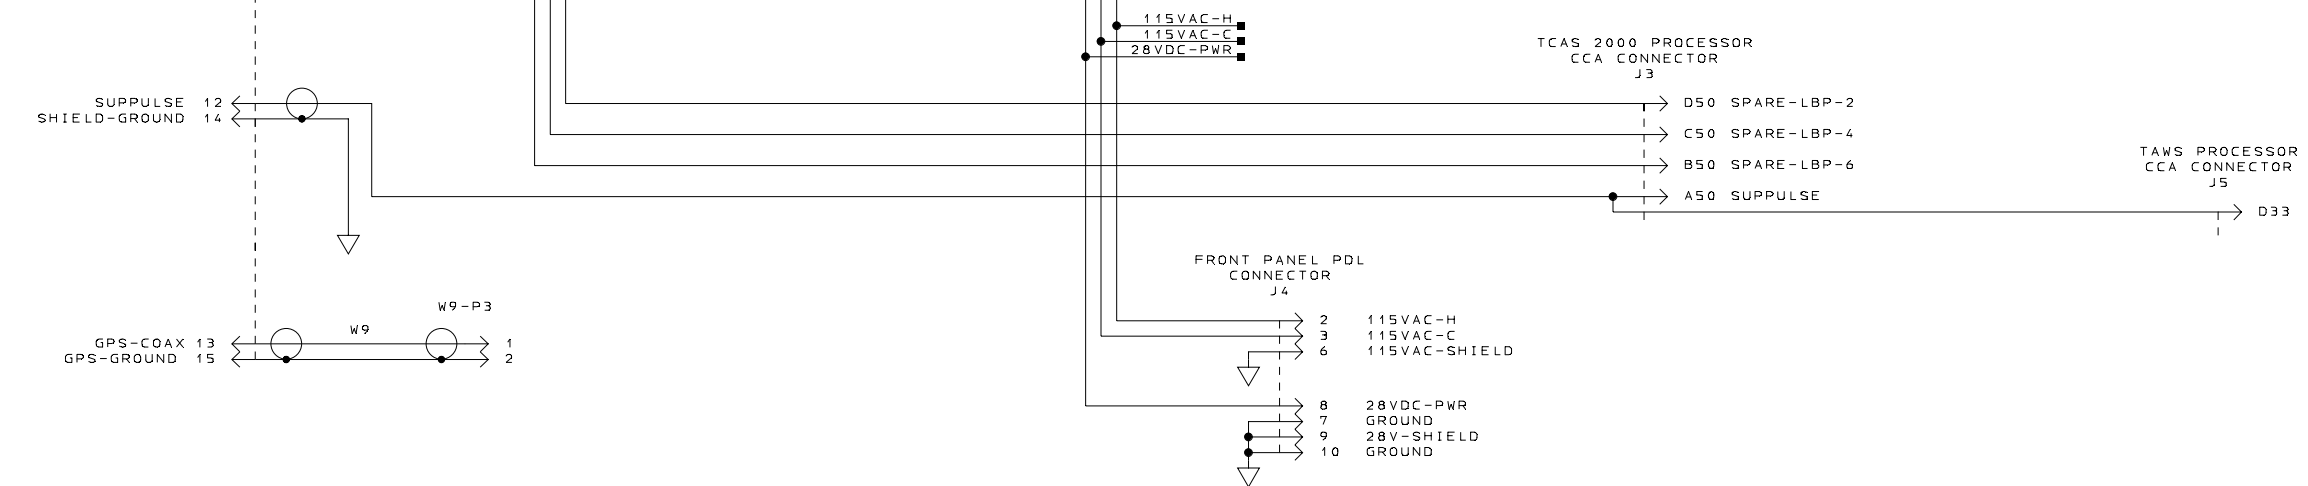 115VAC-H
115VAC-C
28VDC-PWR
TCAS 2000 PROCESSOR
CCA CONNECTOR
J3
SUPPULSE 12
SHIELD-GROUND 14
D50 SPARE-LBP-2
C50 SPARE-LBP-4
B50 SPARE-LBP-6
A50 SUPPULSE
TAWS PROCESSOR
CCA CONNECTOR
J5
D33
FRONT PANEL PDL
CONNECTOR
J4
W9-P3
W9
GPS-COAX 13
1
GPS-GROUND 15
2
2 115VAC-H
3 115VAC-C
6 115VAC-SHIELD
8 28VDC-PWR
7 GROUND
9 28V-SHIELD
10 GROUND